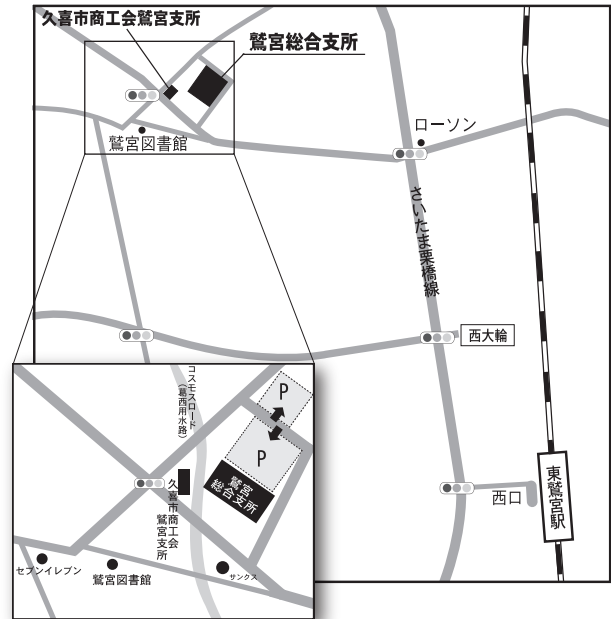 久喜市商工会鷲宮支所
鷲宮総合支所
鷲宮図書館
ローソン
さいたま栗橋線
西大輪
西口
東鷲宮駅
コスモスロード
(葛西用水路)
P
P
鷲宮
総合支所
久喜市商工会
鷲宮支所
セブンイレブン
鷲宮図書館
サンクス